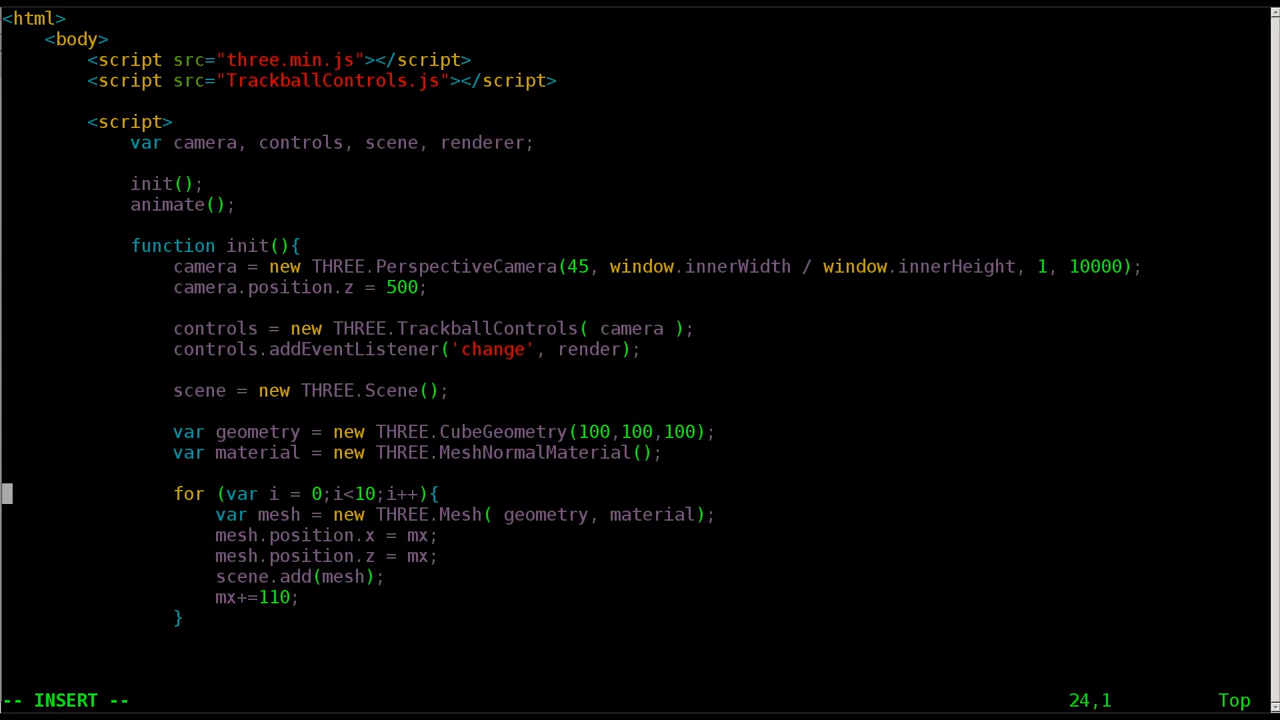 <html>
<body>
<script src="three.min.js"></script>
<script src="TrackballControls.js"></script>
<script>
var camera, controls, scene, renderer;
init();
animate();
function init(){
camera = new THREE.PerspectiveCamera(45, window.innerWidth / window.innerHeight, 1, 10000);
camera.position.z = 500;
controls = new THREE.TrackballControls( camera );
controls.addEventListener('change', render);
scene = new THREE.Scene();
var geometry = new THREE.CubeGeometry(100,100,100);
var material = new THREE.MeshNormalMaterial();
for (var i = 0;i<10;i++){
var mesh = new THREE.Mesh( geometry, material);
mesh.position.x = mx;
mesh.position.z = mx;
scene.add(mesh);
mx+=110;
}
-- INSERT -- 24,1 Top